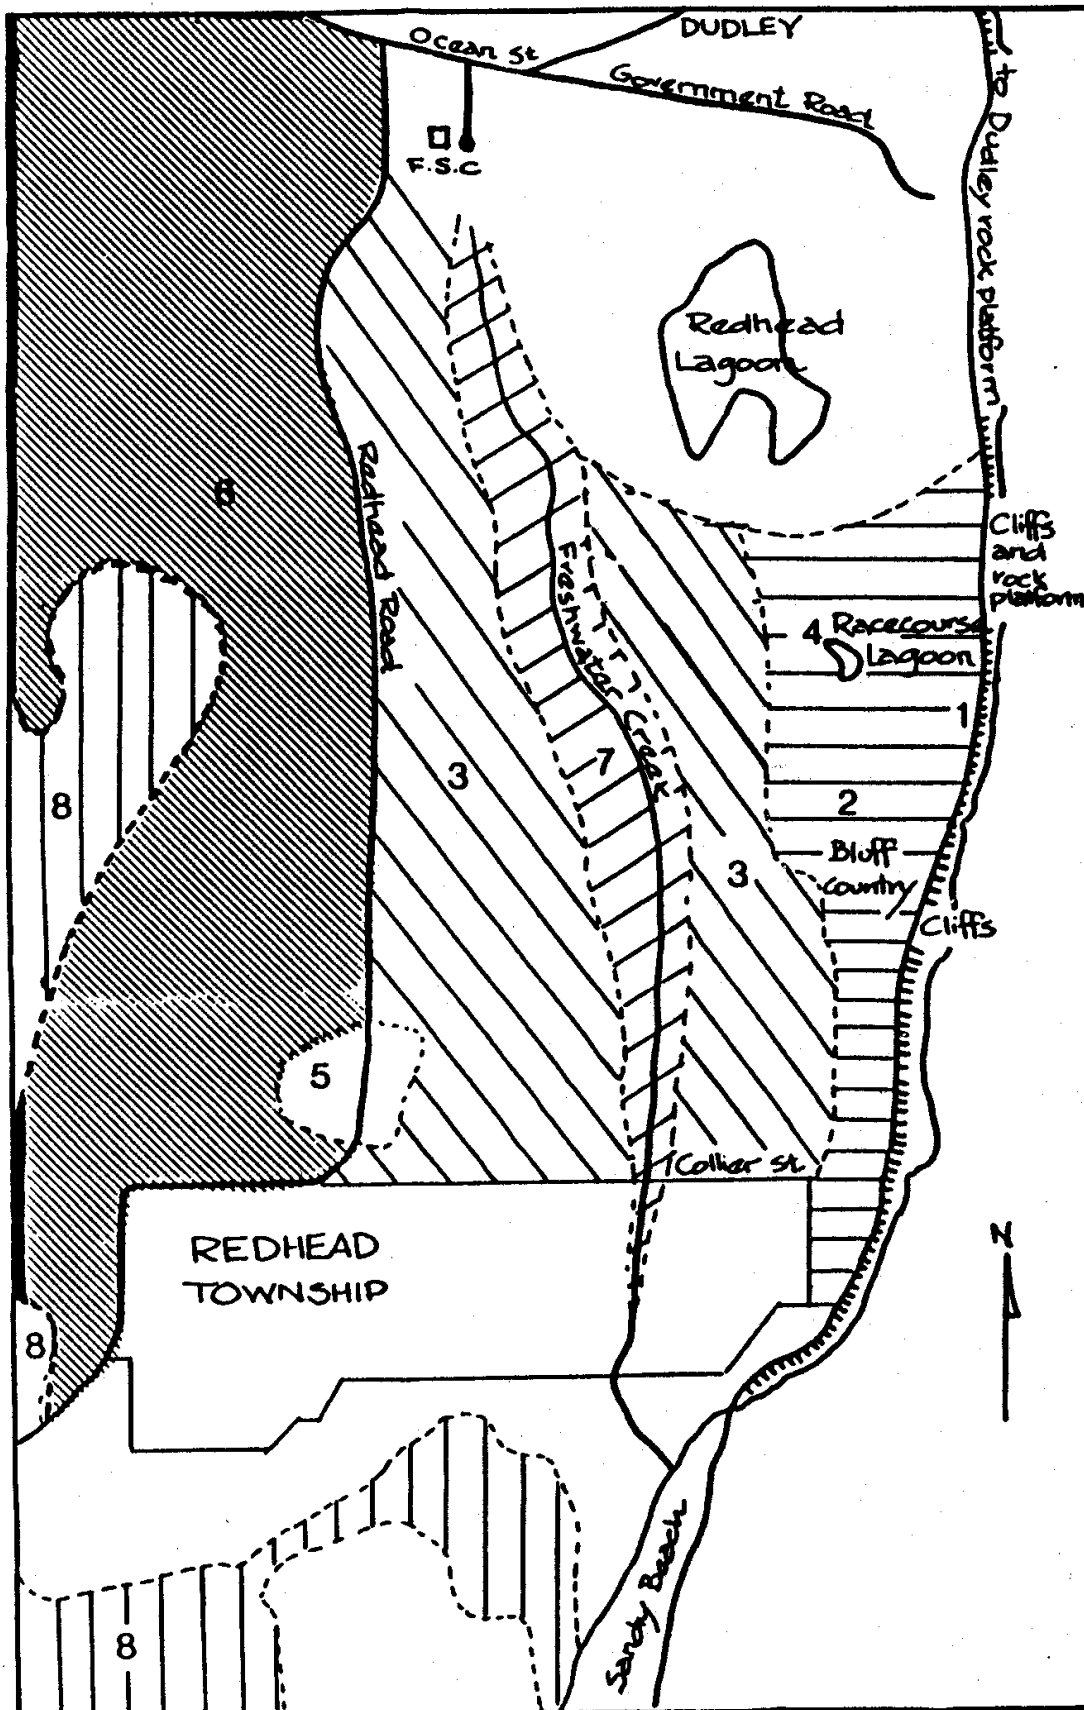 DUDLEY
Ocean St
Government Road
to Dudley rock platform
F.S.C
Redhead
Lagoon
Redhead Road
6
Cliffs
and
rock
platform
Freshwater Creek
4 Racecourse
Lagoon
1
7
3
8
2
Bluff
country
3
Cliffs
5
Collier St.
REDHEAD
TOWNSHIP
N
8
Sandy Beach
8